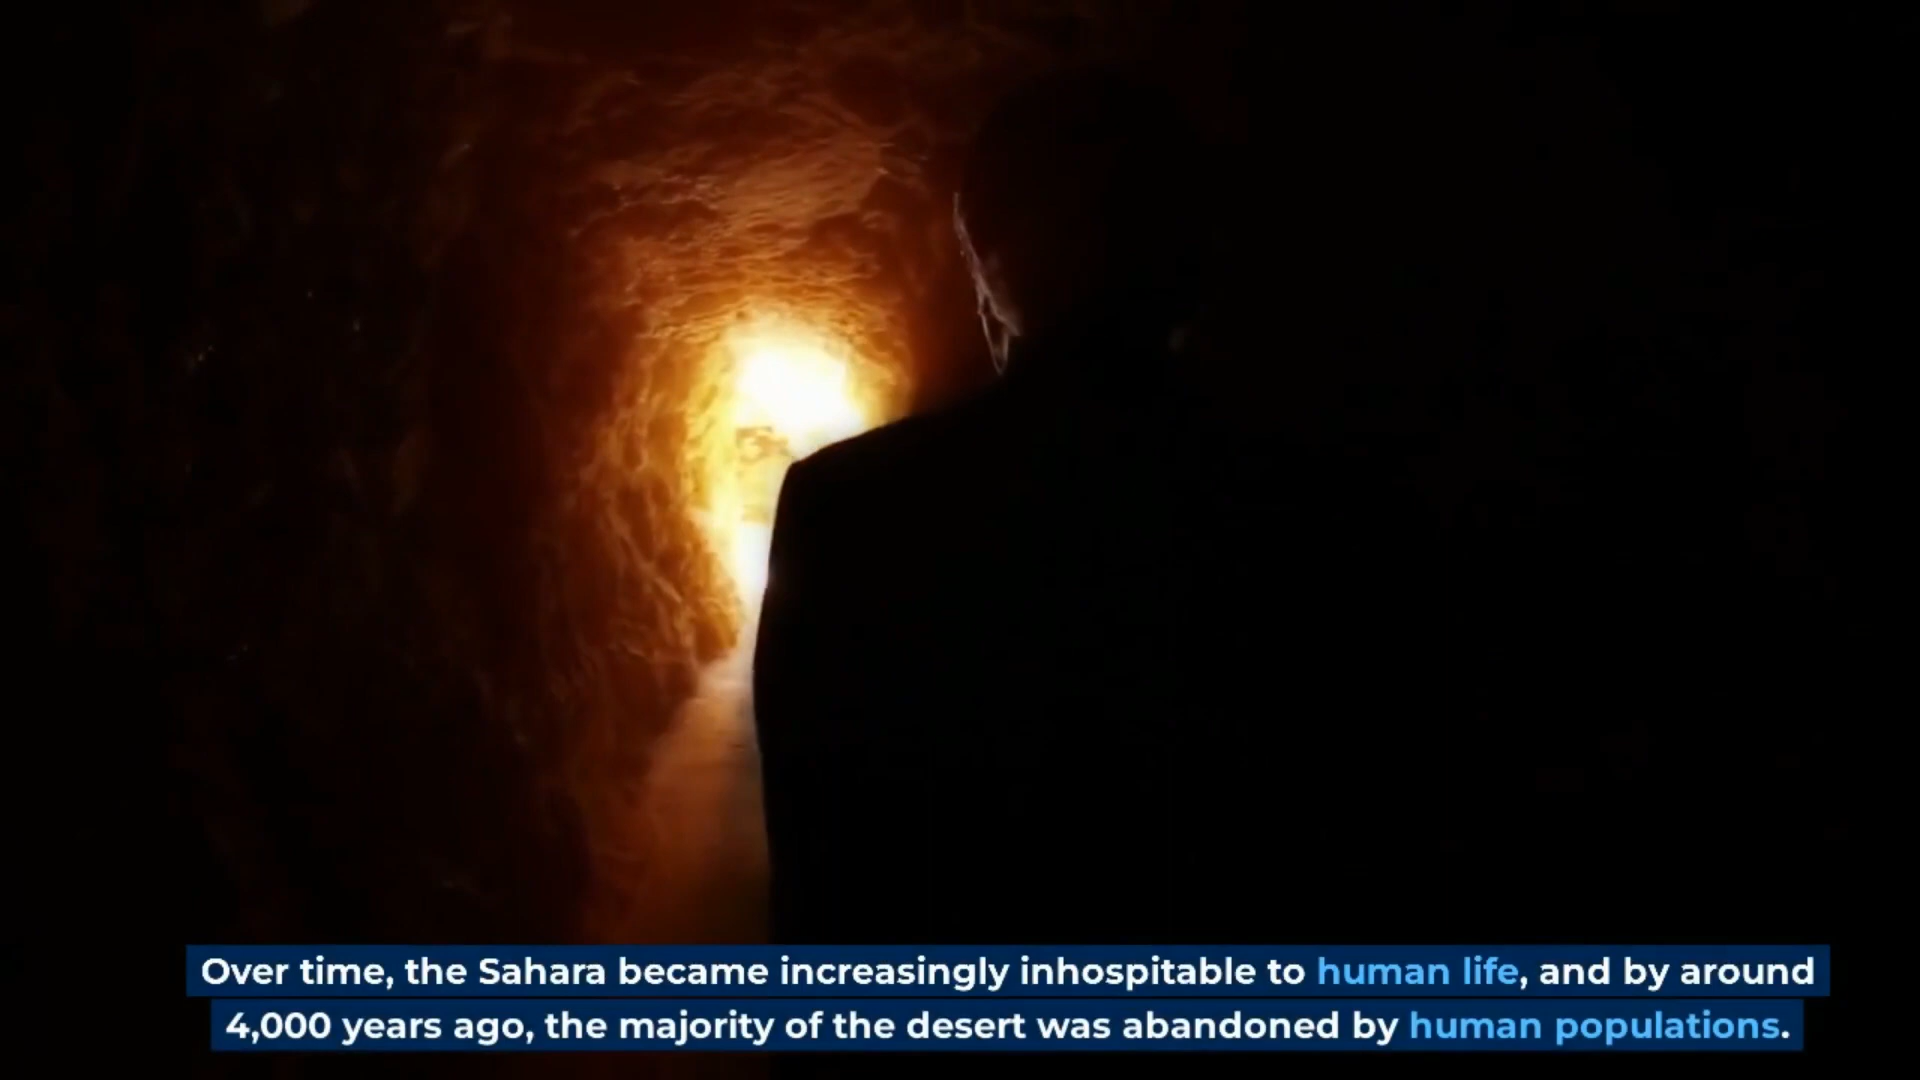 Over time, the Sahara became increasingly inhospitable to human life, and by around
4,000 years ago, the majority of the desert was abandoned by human populations.